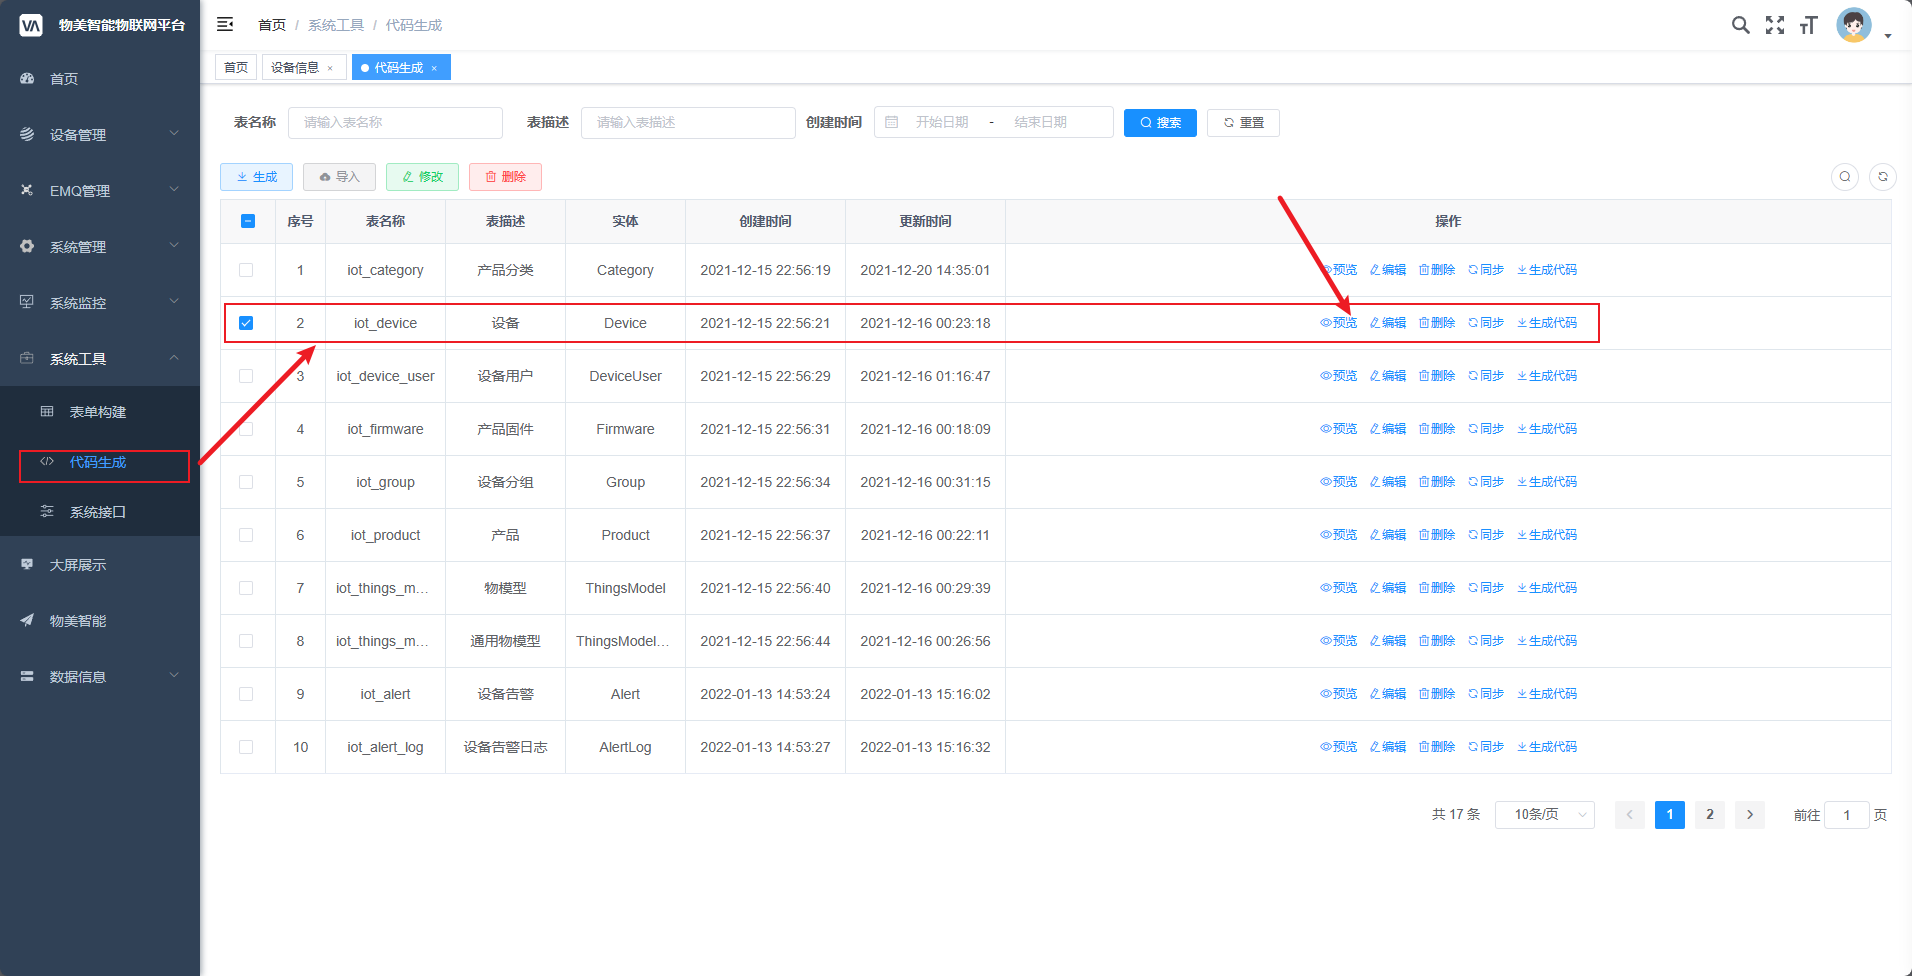 物美智能物联网平台
首页 / 系统工具 / 代码生成
首页
设备信息 ×
代码生成 ×
首页
设备管理
EMQ管理
系统管理
系统监控
系统工具
表单构建
代码生成
系统接口
大屏展示
物美智能
数据信息
表名称 请输入表名称 表描述 请输入表描述 创建时间 开始日期 - 结束日期 搜索 重置
生成 导入 修改 删除
序号 表名称 表描述 实体 创建时间 更新时间 操作
1 iot_category 产品分类 Category 2021-12-15 22:56:19 2021-12-20 14:35:01 预览 编辑 删除 同步 生成代码
2 iot_device 设备 Device 2021-12-15 22:56:21 2021-12-16 00:23:18 预览 编辑 删除 同步 生成代码
3 iot_device_user 设备用户 DeviceUser 2021-12-15 22:56:29 2021-12-16 01:16:47 预览 编辑 删除 同步 生成代码
4 iot_firmware 产品固件 Firmware 2021-12-15 22:56:31 2021-12-16 00:18:09 预览 编辑 删除 同步 生成代码
5 iot_group 设备分组 Group 2021-12-15 22:56:34 2021-12-16 00:31:15 预览 编辑 删除 同步 生成代码
6 iot_product 产品 Product 2021-12-15 22:56:37 2021-12-16 00:22:11 预览 编辑 删除 同步 生成代码
7 iot_things_m... 物模型 ThingsModel 2021-12-15 22:56:40 2021-12-16 00:29:39 预览 编辑 删除 同步 生成代码
8 iot_things_m... 通用物模型 ThingsModel... 2021-12-15 22:56:44 2021-12-16 00:26:56 预览 编辑 删除 同步 生成代码
9 iot_alert 设备告警 Alert 2022-01-13 14:53:24 2022-01-13 15:16:02 预览 编辑 删除 同步 生成代码
10 iot_alert_log 设备告警日志 AlertLog 2022-01-13 14:53:27 2022-01-13 15:16:32 预览 编辑 删除 同步 生成代码
共 17 条 10条/页 1 2 前往 1 页